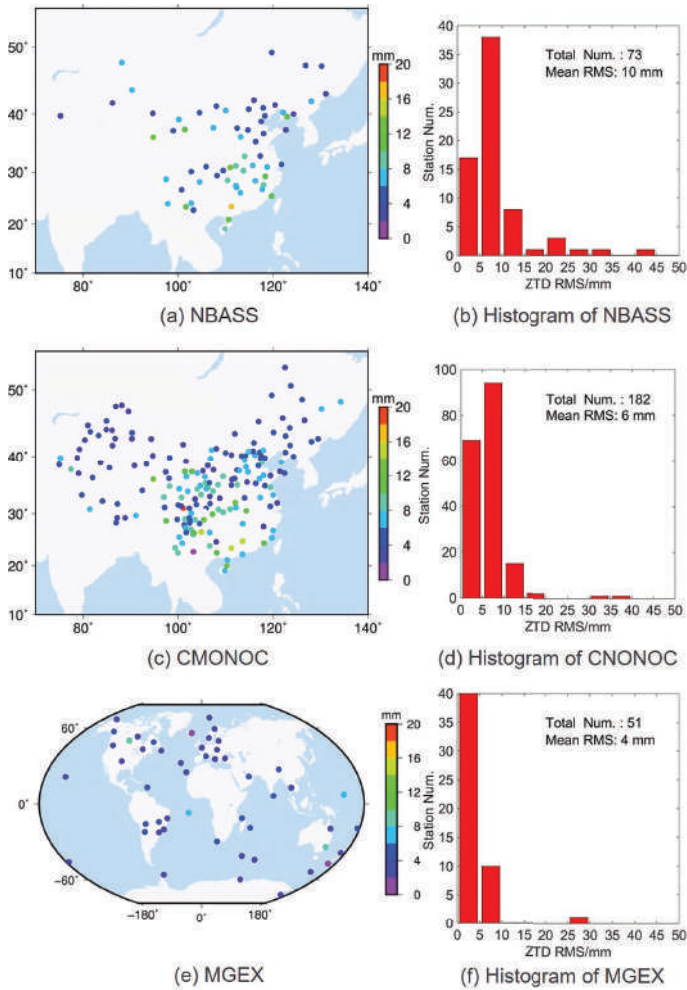 50˚
40˚
30˚
20˚
10˚
80˚ 100˚ 120˚ 140˚
mm
20
16
12
8
4
0
(a) NBASS
40
35
30
25
20
15
10
5
0
Station Num.
Total Num. : 73
Mean RMS: 10 mm
0 5 10 15 20 25 30 35 40 45 50
ZTD RMS/mm
(b) Histogram of NBASS
50˚
40˚
30˚
20˚
10˚
80˚ 100˚ 120˚ 140˚
mm
20
16
12
8
4
0
(c) CMONOC
100
80
60
40
20
0
Station Num.
Total Num. : 182
Mean RMS: 6 mm
0 5 10 15 20 25 30 35 40 45 50
ZTD RMS/mm
(d) Histogram of CNONOC
60˚
0˚
−60˚
−180˚ 0˚ 180˚
mm
20
16
12
8
4
0
(e) MGEX
40
35
30
25
20
15
10
5
0
Station Num.
Total Num. : 51
Mean RMS: 4 mm
0 5 10 15 20 25 30 35 40 45 50
ZTD RMS/mm
(f) Histogram of MGEX